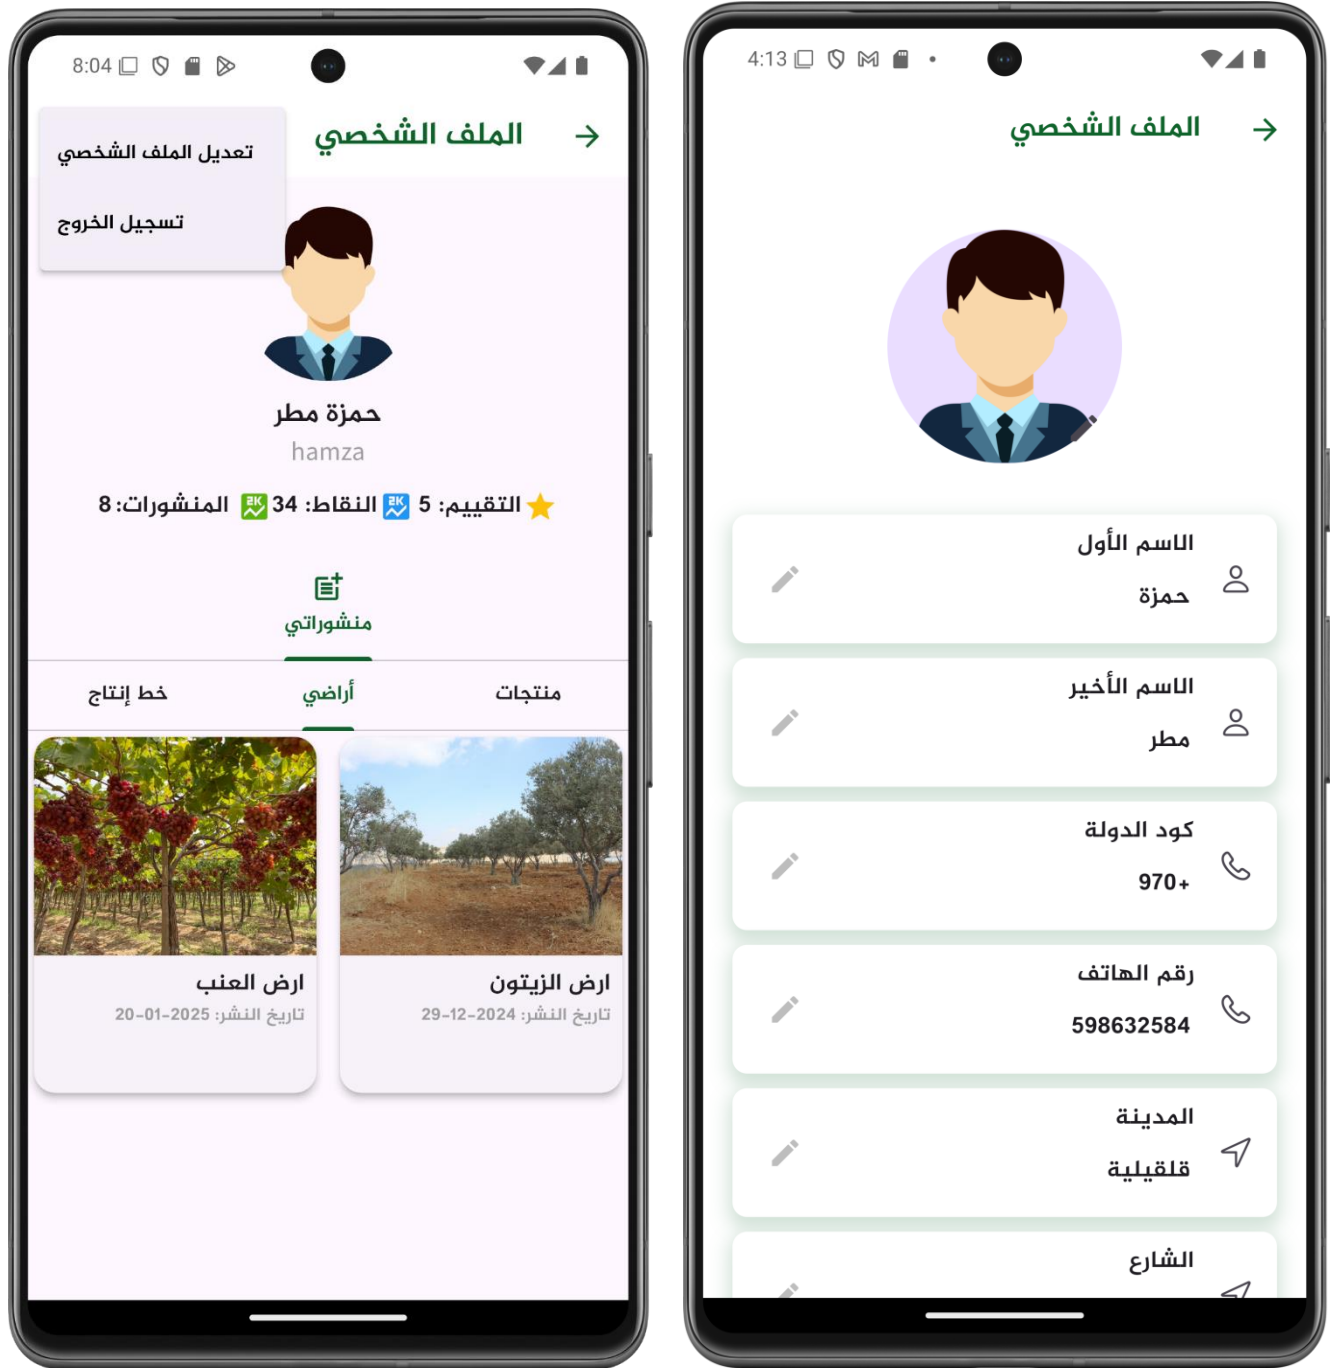 8:04
الملف الشخصي
تعديل الملف الشخصي
تسجيل الخروج
حمزة مطر
hamza
التقييم: 5 النقاط: 34 المنشورات: 8
منشوراتي
منتجات أراضي خط إنتاج
ارض الزيتون
تاريخ النشر: 2024-12-29
ارض العنب
تاريخ النشر: 2025-01-20
4:13
الملف الشخصي
الاسم الأول
حمزة
الاسم الأخير
مطر
كود الدولة
970+
رقم الهاتف
598632584
المدينة
قلقيلية
الشارع